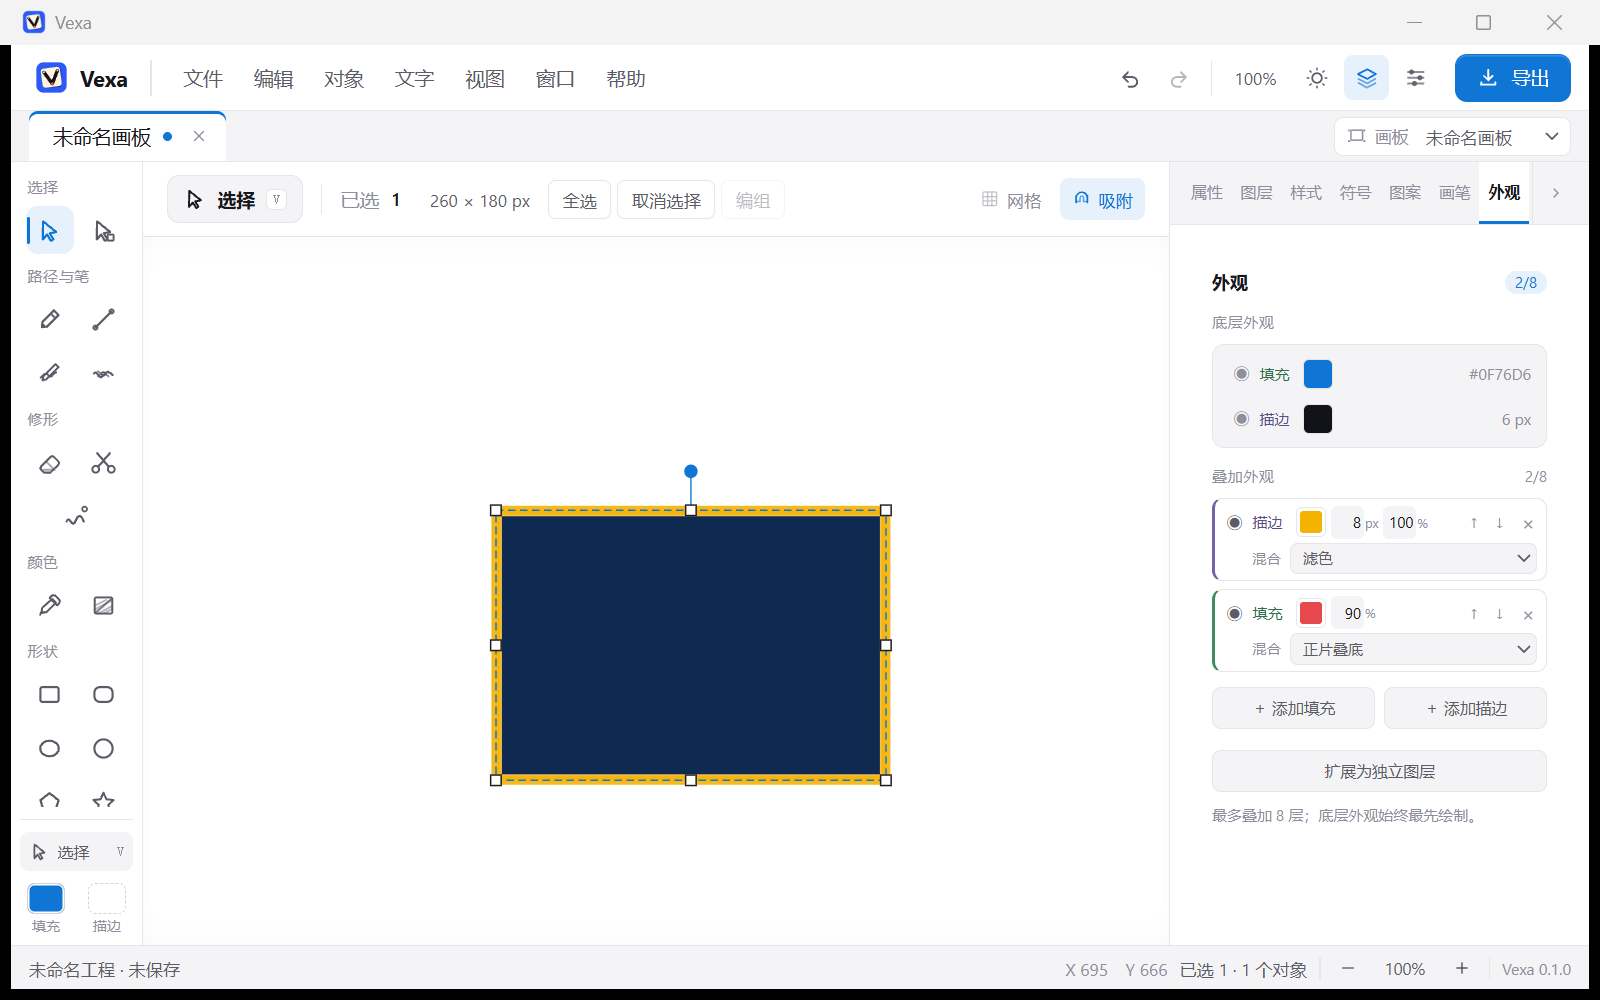 Vexa
Vexa 文件 编辑 对象 文字 视图 窗口 帮助 100% 导出
未命名画板 画板 未命名画板
选择
选择 V 已选 1 260 × 180 px 全选 取消选择 编组 网格 吸附
属性 图层 样式 符号 图案 画笔 外观
路径与笔
修形
颜色
形状
选择 V
填充 描边
外观 2/8
底层外观
填充 #0F76D6
描边 6 px
叠加外观 2/8
描边 8 px 100 % ↑ ↓ ×
混合 滤色
填充 90 % ↑ ↓ ×
混合 正片叠底
+ 添加填充 + 添加描边
扩展为独立图层
最多叠加 8 层；底层外观始终最先绘制。
未命名工程 · 未保存 X 695 Y 666 已选 1 · 1 个对象 − 100% + Vexa 0.1.0